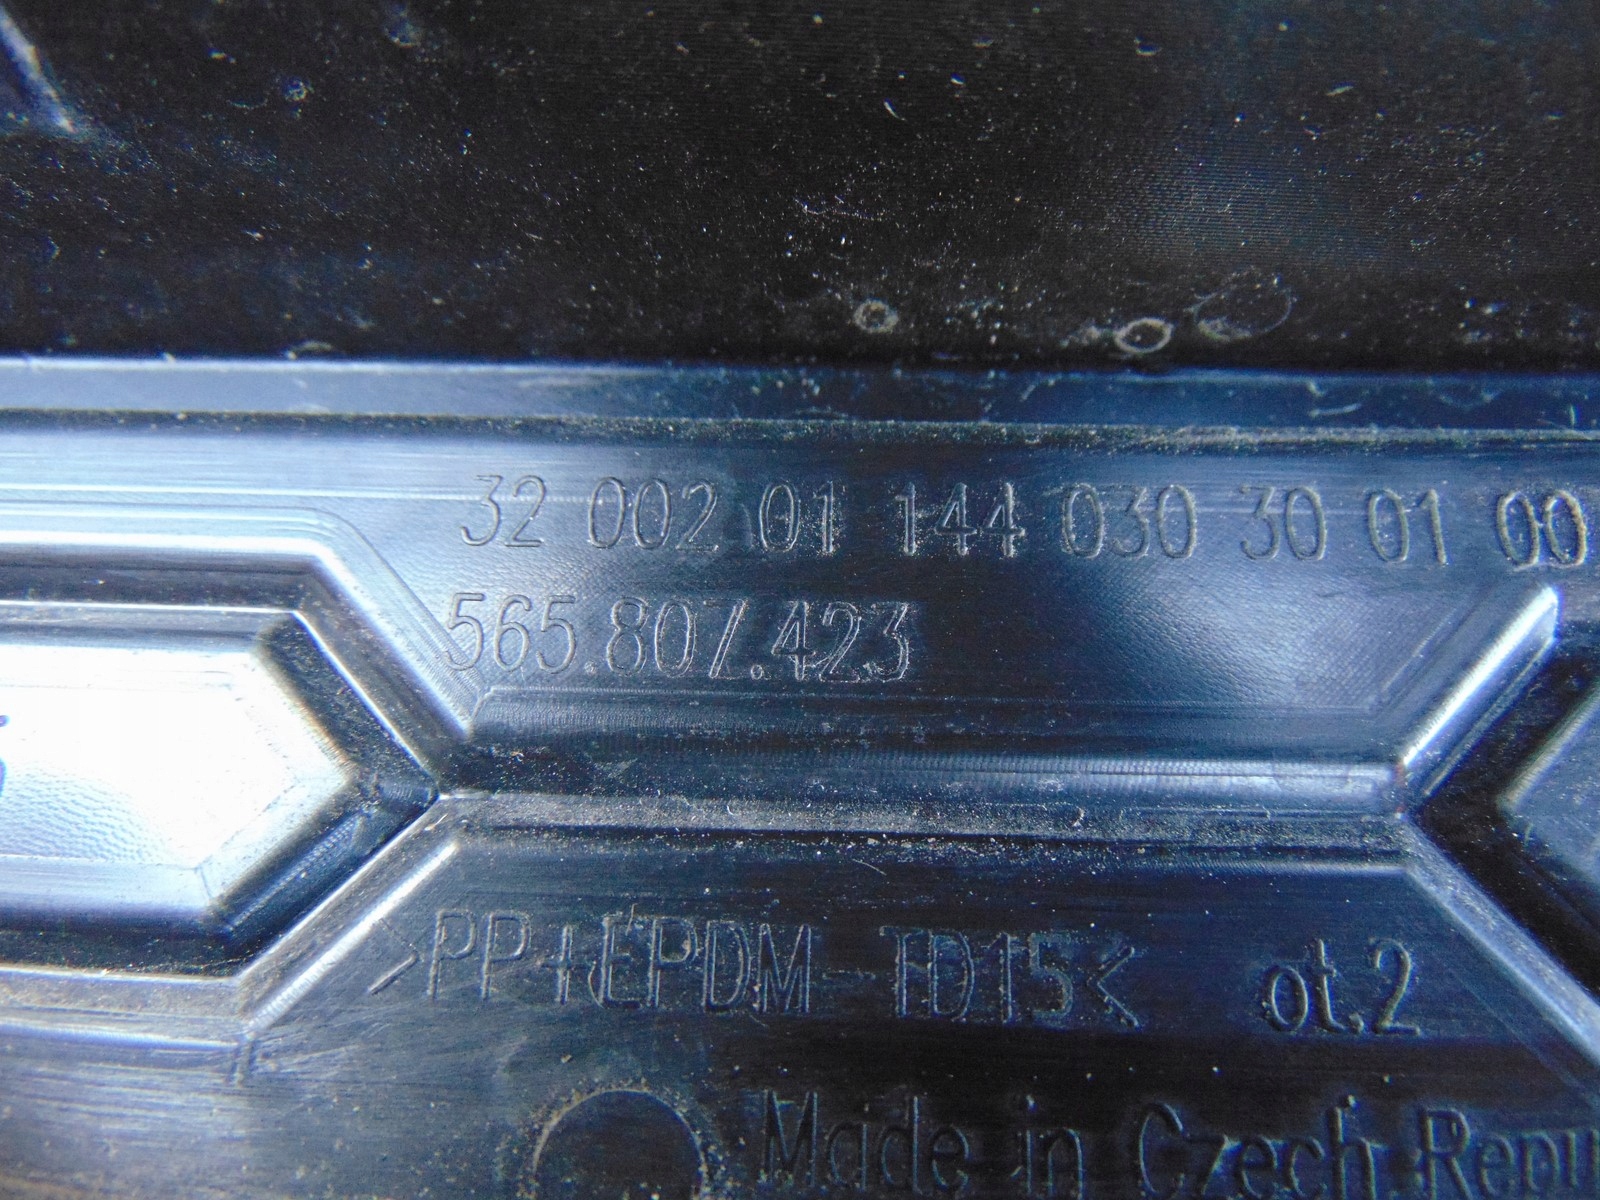 32 002 01 144 030 30 01 00
565.807.423
>PP+EPDM-TD15< ot.2
Made in Czech Repu